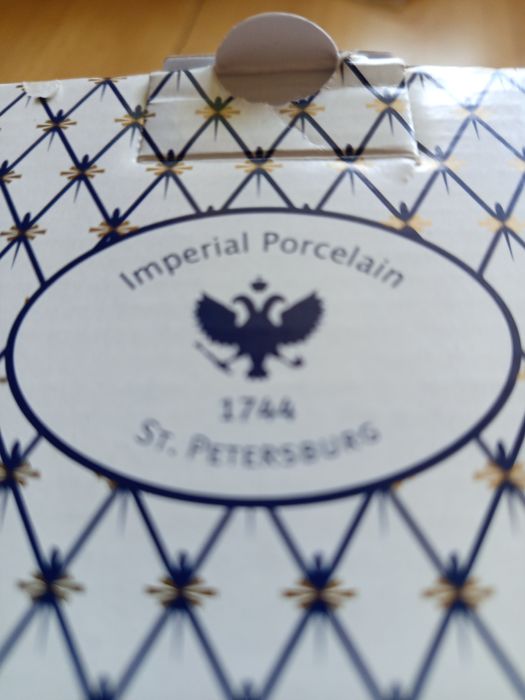 Imperial Porcelain
1744
ST. PETERSBURG